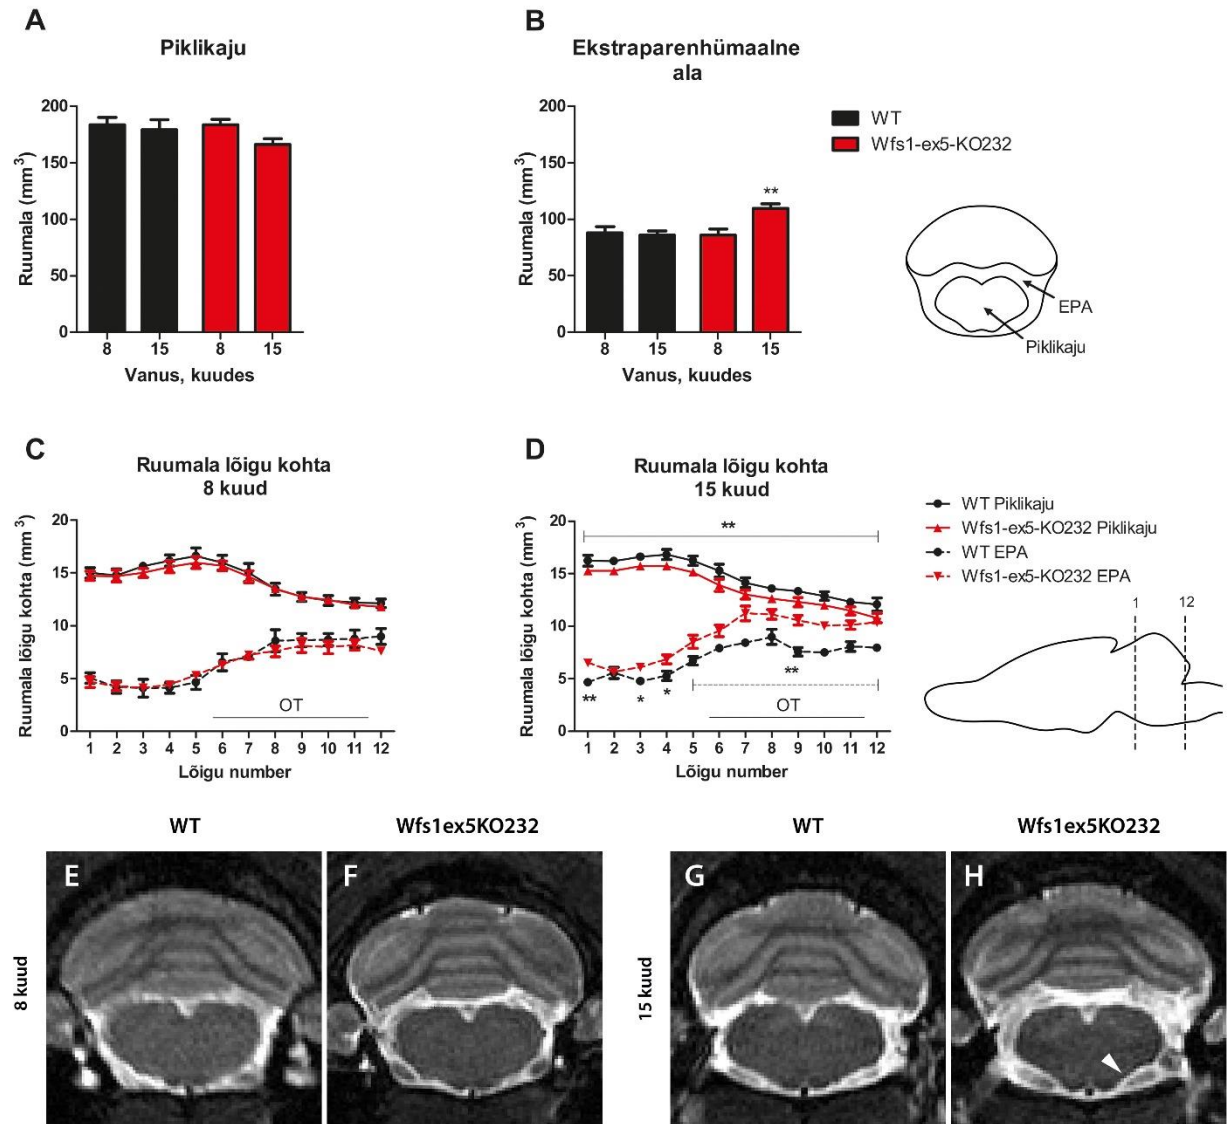 A
Piklikaju
Ruumala (mm³)
200
150
100
50
0
8
15
8
15
Vanus, kuudes
B
Ekstraparenhümaalne
ala
Ruumala (mm³)
200
150
100
50
0
**
8
15
8
15
Vanus, kuudes
WT
Wfs1-ex5-KO232
EPA
Piklikaju
C
Ruumala lõigu kohta
8 kuud
Ruumala lõigu kohta (mm³)
20
15
10
5
0
OT
1 2 3 4 5 6 7 8 9 10 11 12
Lõigu number
D
Ruumala lõigu kohta
15 kuud
Ruumala lõigu kohta (mm³)
20
15
10
5
0
**
** * *
**
OT
1 2 3 4 5 6 7 8 9 10 11 12
Lõigu number
WT Piklikaju
Wfs1-ex5-KO232 Piklikaju
WT EPA
Wfs1-ex5-KO232 EPA
1 12
WT
Wfs1ex5KO232
WT
Wfs1ex5KO232
8 kuud
E
F
15 kuud
G
H